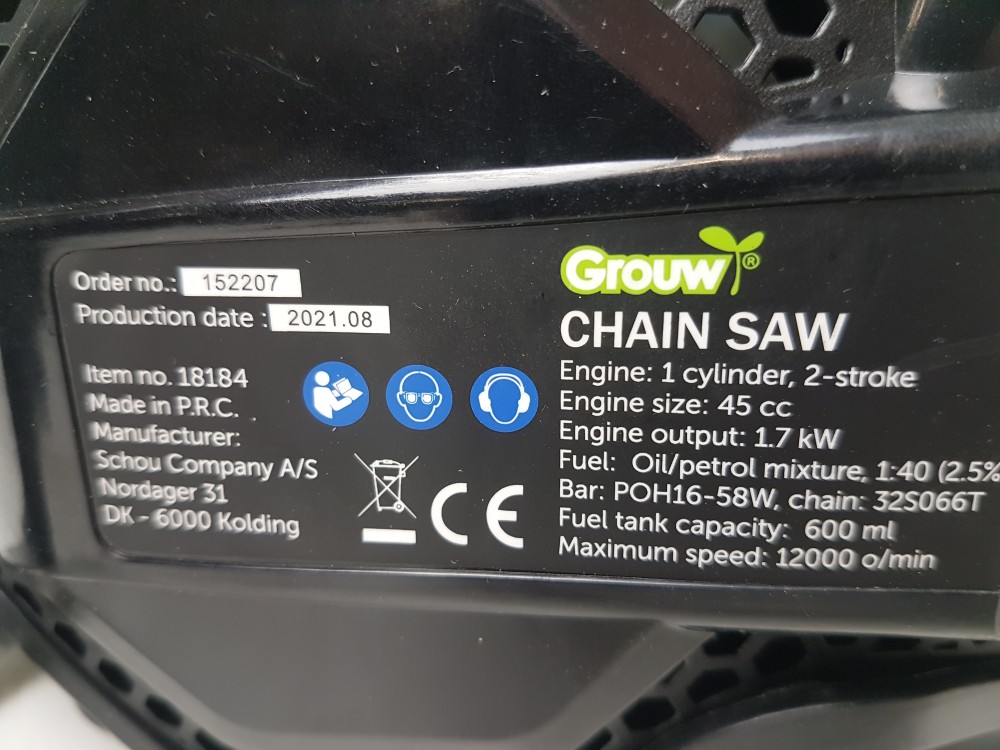 Order no.: 152207
Production date : 2021.08
Item no. 18184
Made in P.R.C.
Manufacturer:
Schou Company A/S
Nordager 31
DK - 6000 Kolding
CE
Grouw ®
CHAIN SAW
Engine: 1 cylinder, 2-stroke
Engine size: 45 cc
Engine output: 1.7 kW
Fuel: Oil/petrol mixture, 1:40 (2.5%
Bar: POH16-58W, chain: 32S066T
Fuel tank capacity: 600 ml
Maximum speed: 12000 o/min